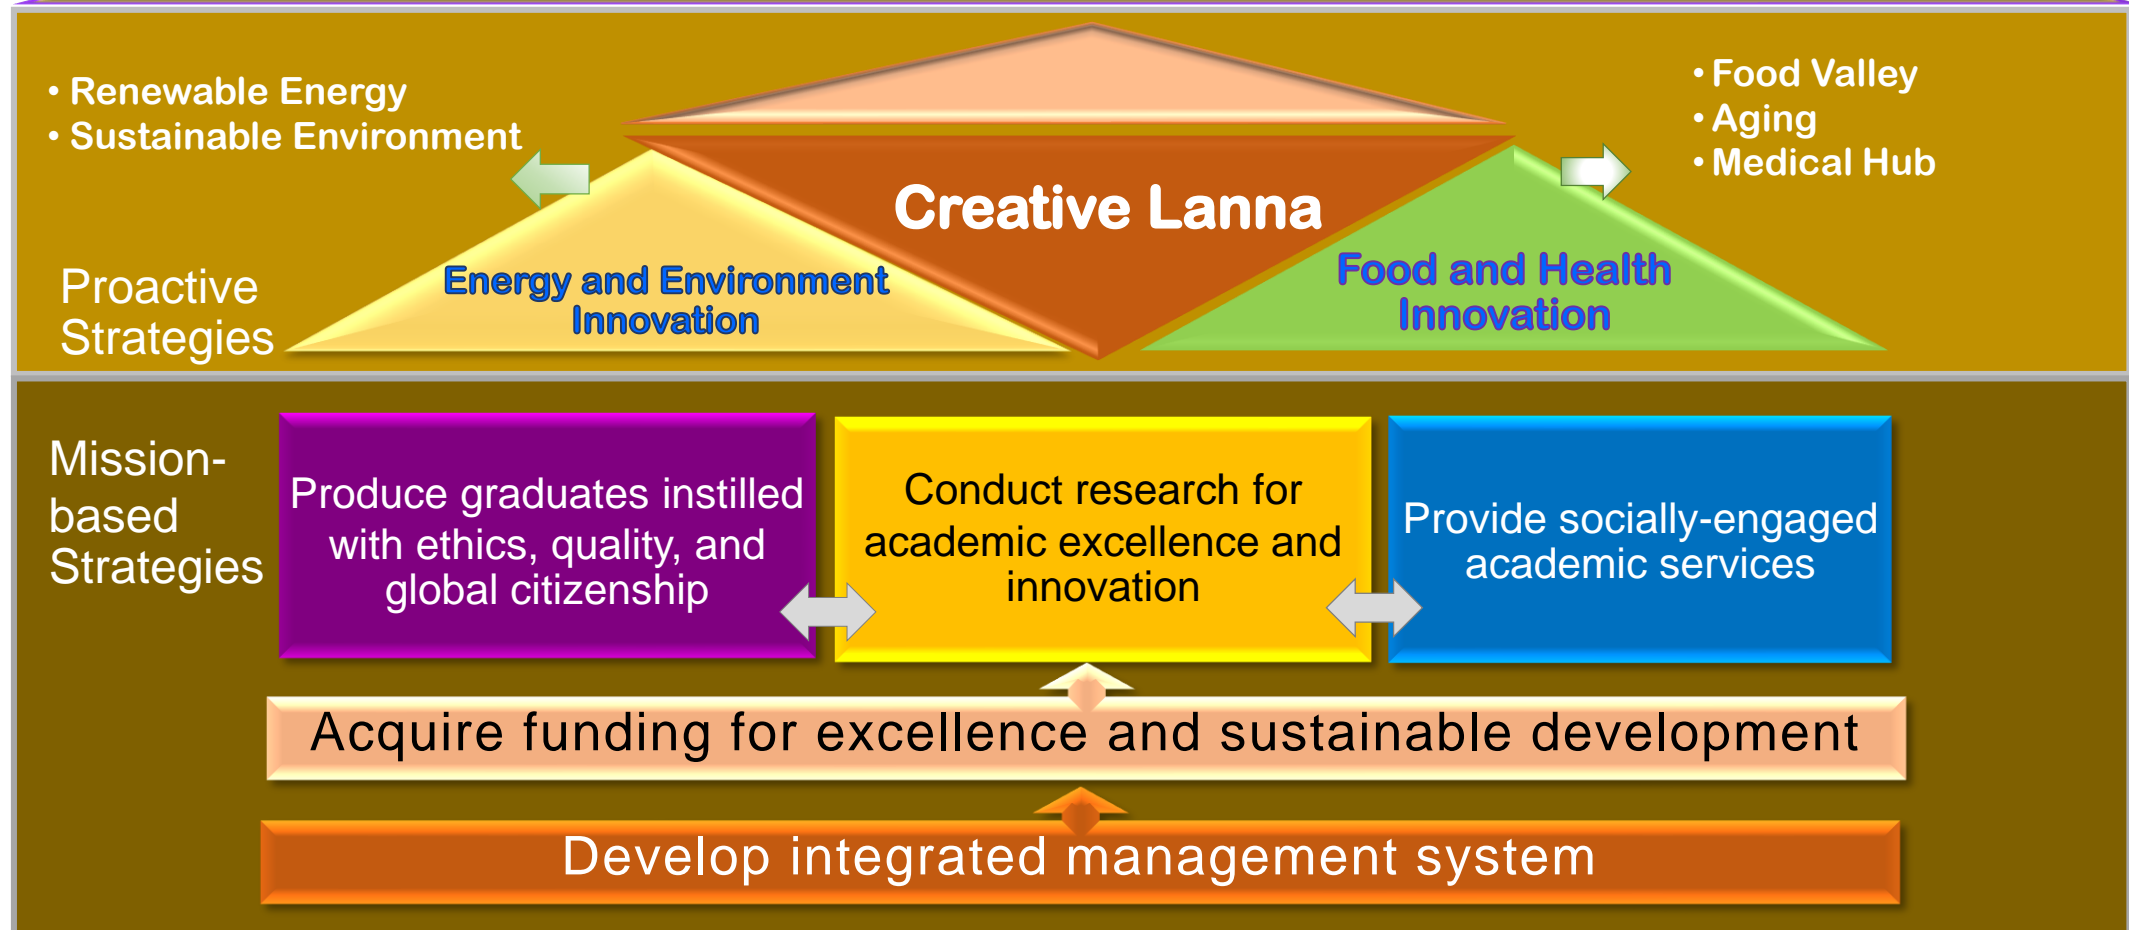 • Renewable Energy
• Sustainable Environment
• Food Valley
• Aging
• Medical Hub
Creative Lanna
Energy and Environment
Innovation
Food and Health
Innovation
Proactive
Strategies
Mission-
based
Strategies
Produce graduates instilled
with ethics, quality, and
global citizenship
Conduct research for
academic excellence and
innovation
Provide socially-engaged
academic services
Acquire funding for excellence and sustainable development
Develop integrated management system